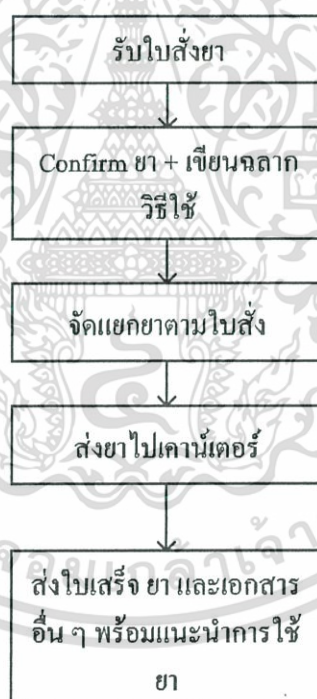 รับใบสั่งยา
Confirm ยา + เขียนฉลาก
วิธีใช้
จัดแยกยาตามใบสั่ง
ส่งยาไปเคาน์เตอร์
ส่งใบเสร็จ ยา และเอกสาร
อื่น ๆ พร้อมแนะนำการใช้
ยา